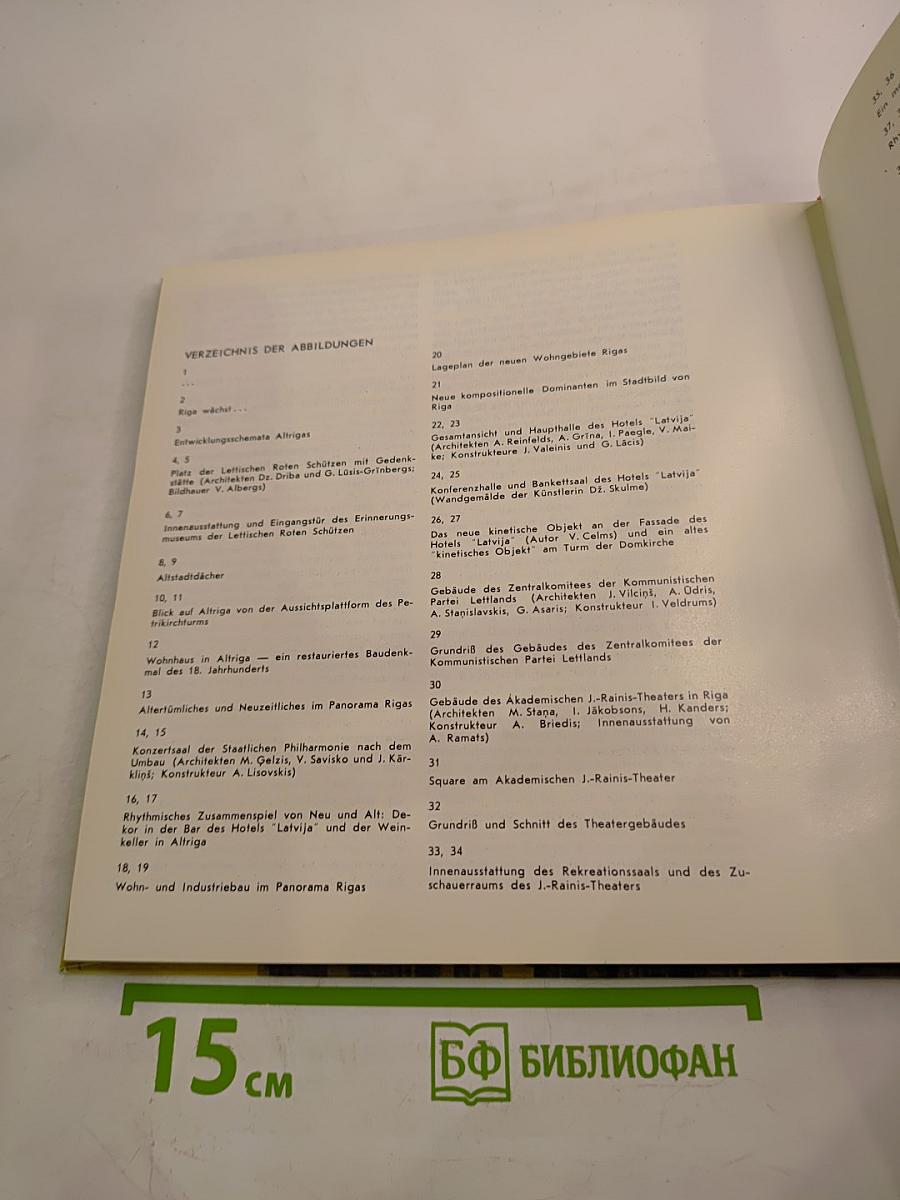 VERZEICHNIS DER ABBILDUNGEN
1
...
2
Riga wächst...
3
Entwicklungsschemata Altrigas
4, 5
Platz der Lettischen Roten Schützen mit Gedenk-
stätte (Architekten Dz. Driba und G. Lūsis-Grīnbergs;
Bildhauer V. Albergs)
6, 7
Innenausstattung und Eingangstür des Erinnerungs-
museums der Lettischen Roten Schützen
8, 9
Altstadtdächer
10, 11
Blick auf Altriga von der Aussichtsplattform des Pe-
trikirchturms
12
Wohnhaus in Altriga — ein restauriertes Baudenk-
mal des 18. Jahrhunderts
13
Altertümliches und Neuzeitliches im Panorama Rigas
14, 15
Konzertsaal der Staatlichen Philharmonie nach dem
Umbau (Architekten M. Ģelzis, V. Savisko und J. Kār-
kliņš; Konstrukteur A. Lisovskis)
16, 17
Rhythmisches Zusammenspiel von Neu und Alt: De-
kor in der Bar des Hotels "Latvija" und der Wein-
keller in Altriga
18, 19
Wohn- und Industriebau im Panorama Rigas
20
Lageplan der neuen Wohngebiete Rigas
21
Neue kompositionelle Dominanten im Stadtbild von
Riga
22, 23
Gesamtansicht und Haupthalle des Hotels "Latvija"
(Architekten A. Reinfelds, A. Grīna, I. Paegle, V. Mai-
ke; Konstrukteure J. Valeinis und G. Lācis)
24, 25
Konferenzhalle und Bankettsaal des Hotels "Latvija"
(Wandgemälde der Künstlerin Dž. Skulme)
26, 27
Das neue kinetische Objekt an der Fassade des
Hotels "Latvija" (Autor V. Celms) und ein altes
"kinetisches Objekt" am Turm der Domkirche
28
Gebäude des Zentralkomitees der Kommunistischen
Partei Lettlands (Architekten J. Vilciņš, A. Ūdris,
A. Staņislavskis, G. Asaris; Konstrukteur I. Veldrums)
29
Grundriß des Gebäudes des Zentralkomitees der
Kommunistischen Partei Lettlands
30
Gebäude des Akademischen J.-Rainis-Theaters in Riga
(Architekten M. Staņa, I. Jākobsons, H. Kanders;
Konstrukteur A. Briedis; Innenausstattung von
A. Ramats)
31
Square am Akademischen J.-Rainis-Theater
32
Grundriß und Schnitt des Theatergebäudes
33, 34
Innenausstattung des Rekreationssaals und des Zu-
schauerraums des J.-Rainis-Theaters
35, 36
Ein
37,
15 см
БФ БИБЛИОФАН